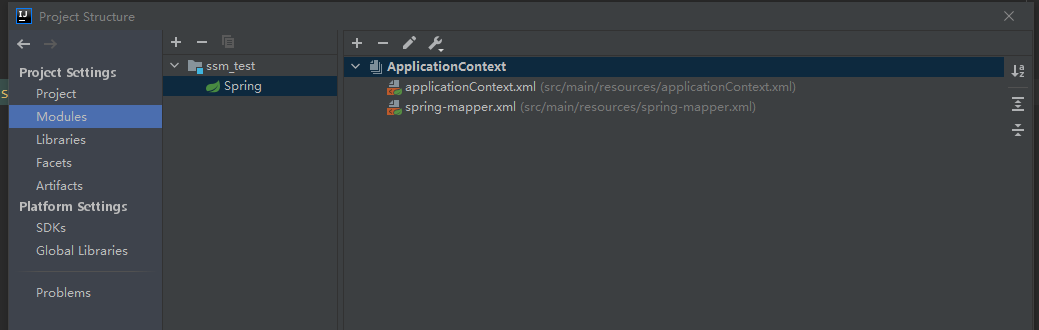 Project Structure
Project Settings
Project
Modules
Libraries
Facets
Artifacts
Platform Settings
SDKs
Global Libraries
Problems
ssm_test
Spring
ApplicationContext
applicationContext.xml (src/main/resources/applicationContext.xml)
spring-mapper.xml (src/main/resources/spring-mapper.xml)